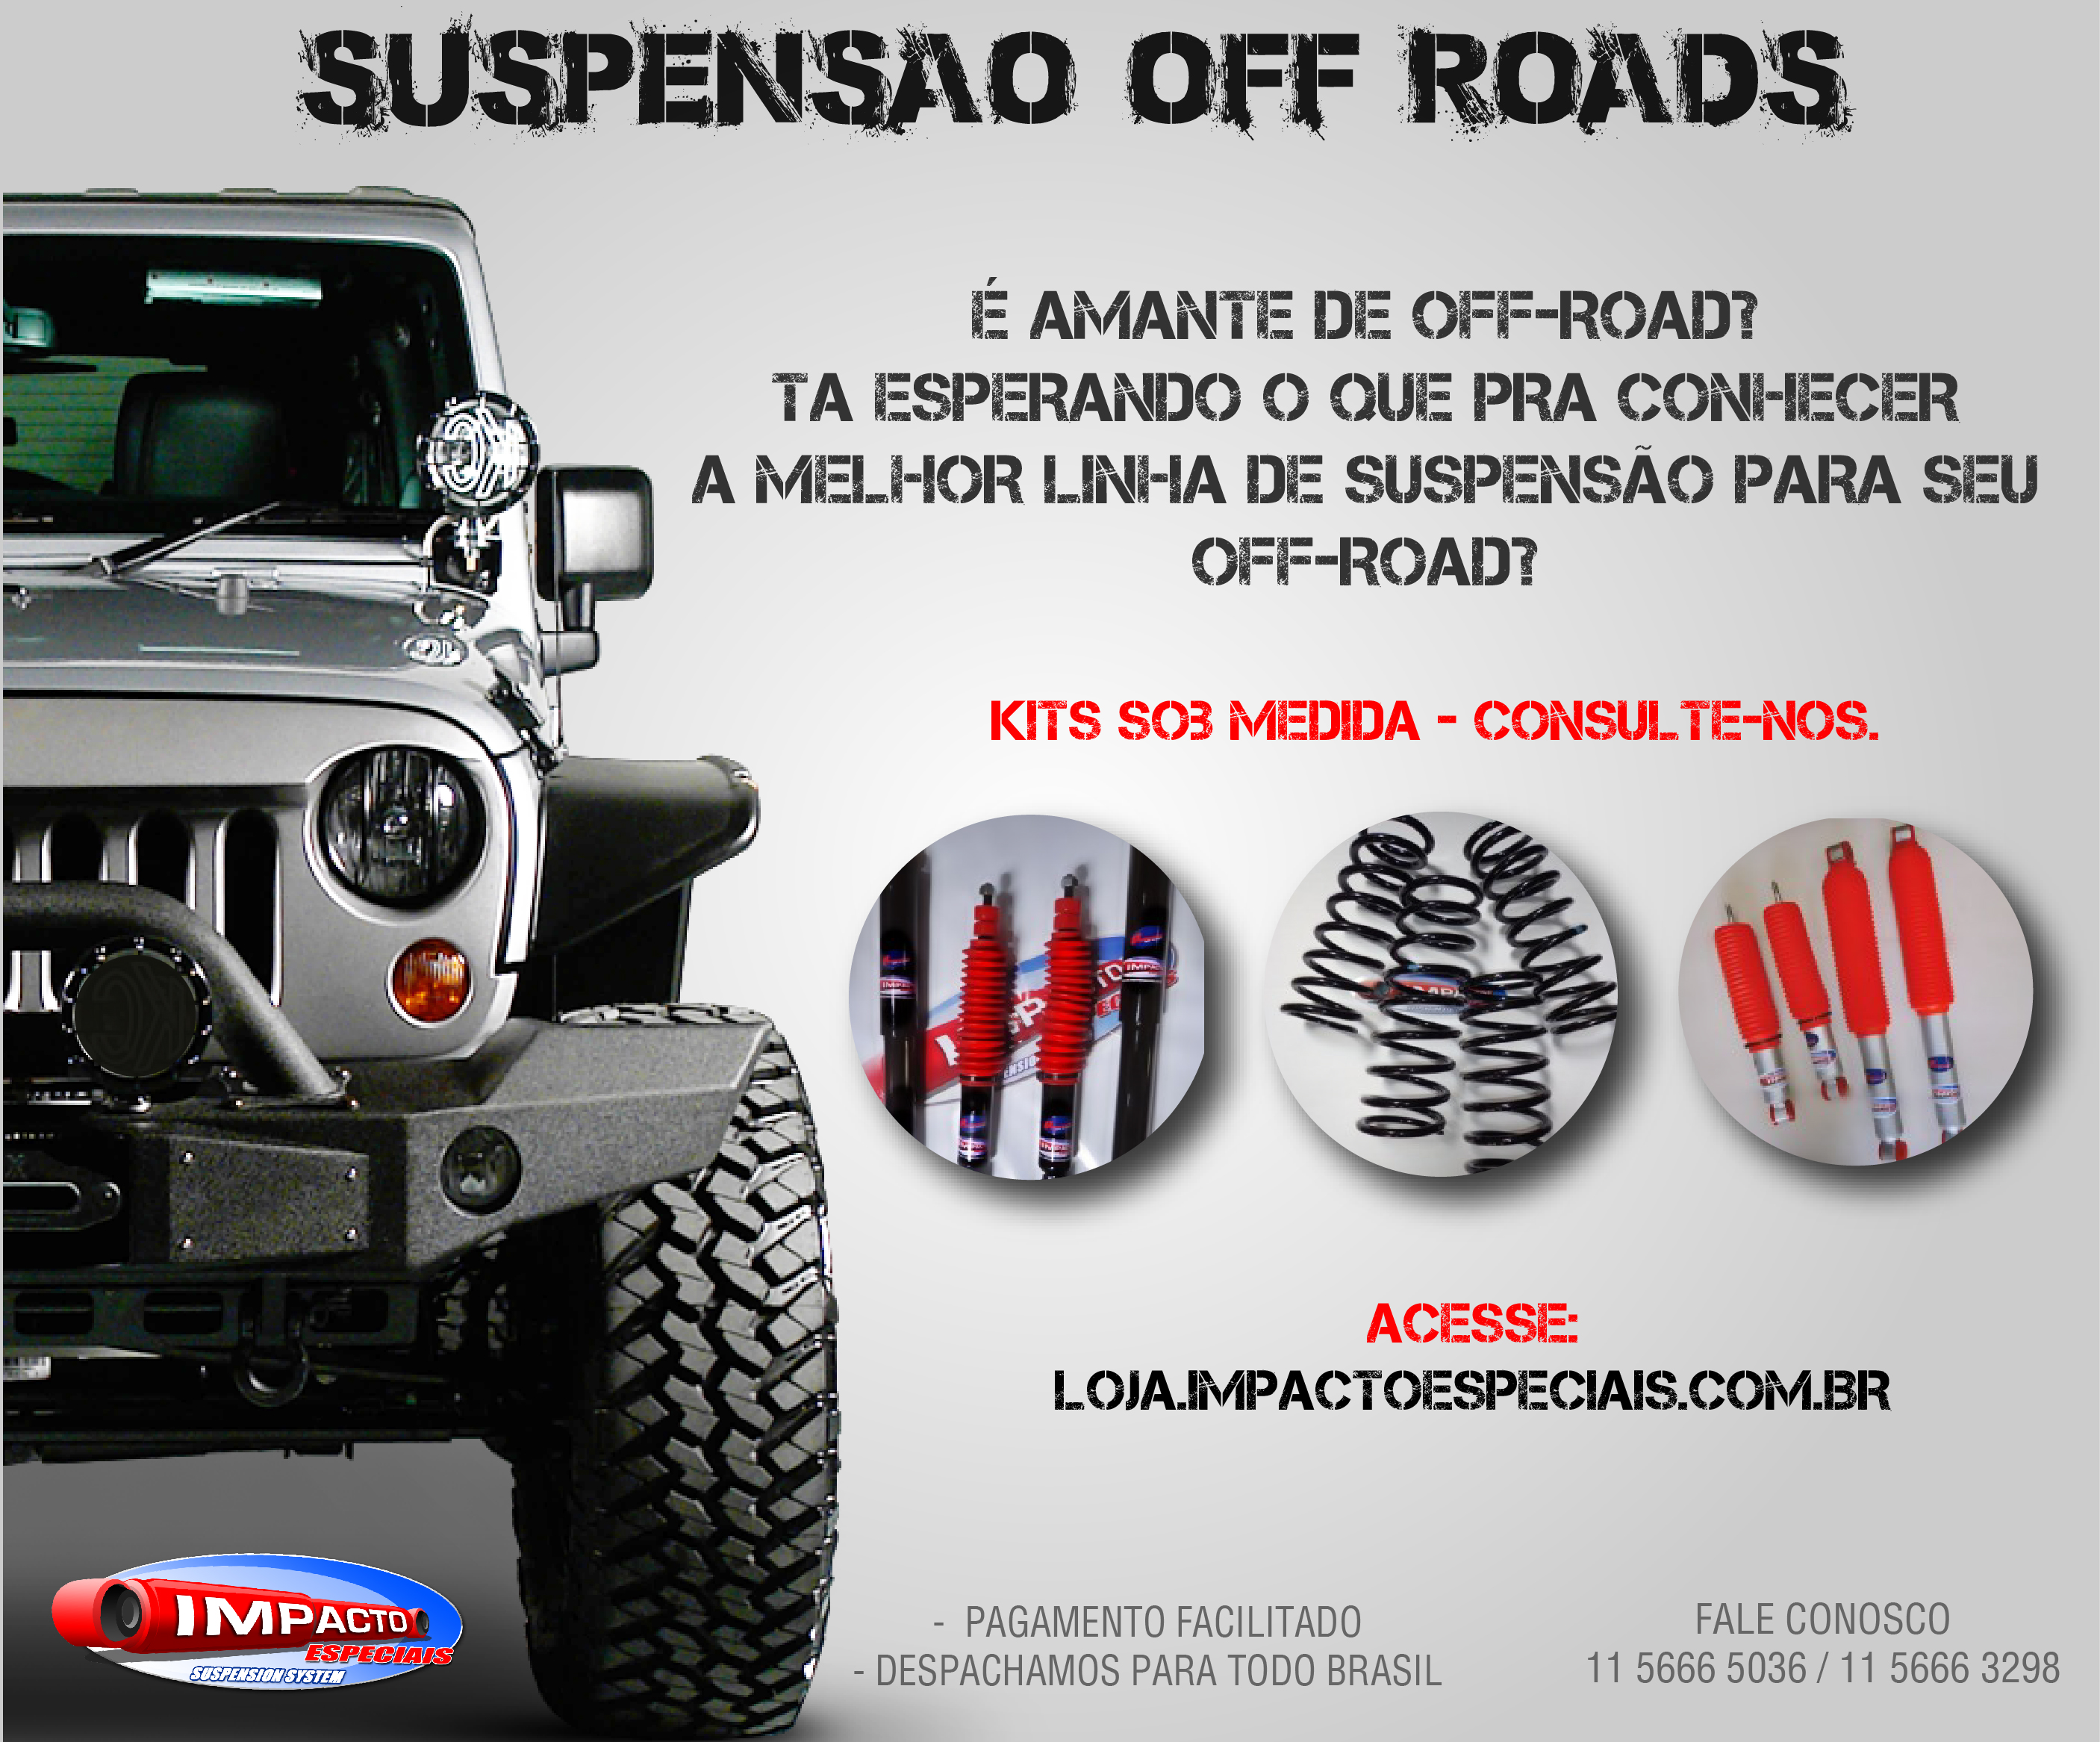 SUSPENSAO OFF ROADS
É AMANTE DE OFF-ROAD?
TA ESPERANDO O QUE PRA CONHECER
A MELHOR LINHA DE SUSPENSÃO PARA SEU
OFF-ROAD?
KITS SOB MEDIDA - CONSULTE-NOS.
IMPACTO
ACESSE:
LOJA.IMPACTOESPECIAIS.COM.BR
IMPACTO
ESPECIAIS
SUSPENSION SYSTEM
- PAGAMENTO FACILITADO
- DESPACHAMOS PARA TODO BRASIL
FALE CONOSCO
11 5666 5036 / 11 5666 3298